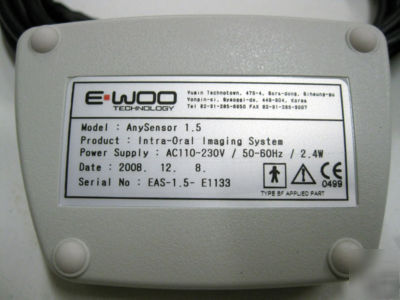 E-WOO
TECHNOLOGY
Model : AnySensor 1.5
Product : Intra-Oral Imaging System
Power Supply : AC110-230V / 50-60Hz / 2.4W
Date : 2008. 12. 8.
Serial No : EAS-1.5- E1133
0499
TYPE BF APPLIED PART